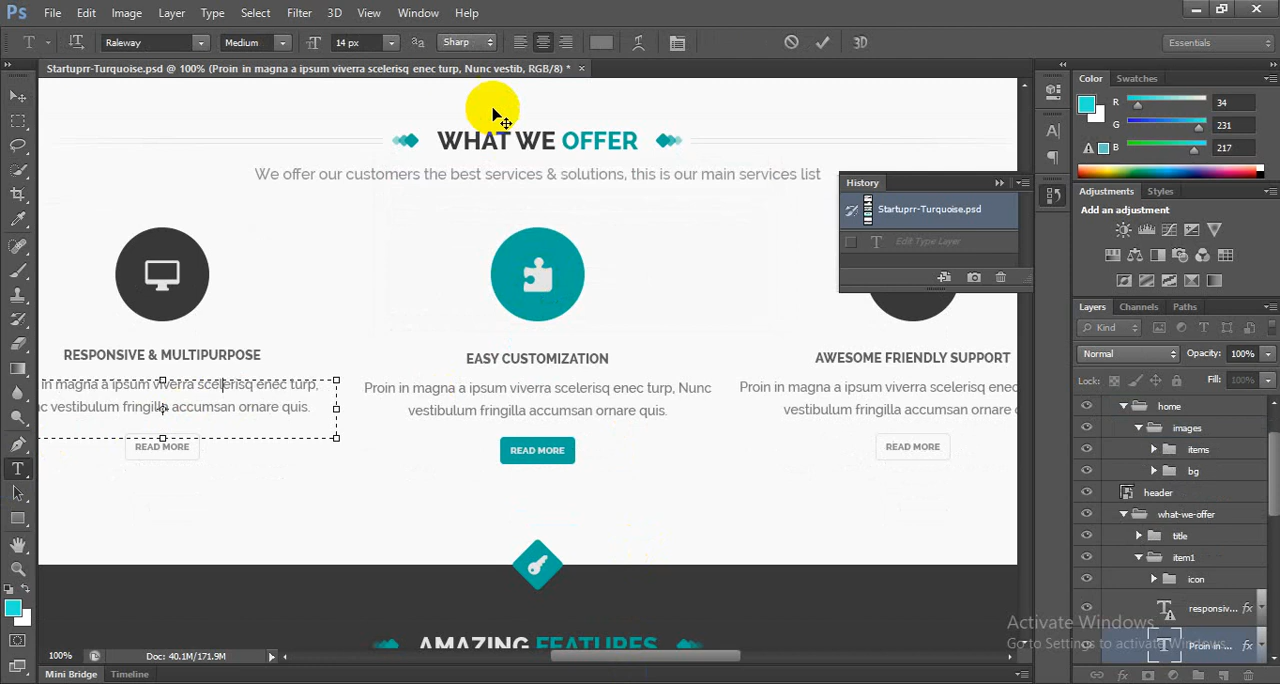 Ps File Edit Image Layer Type Select Filter 3D View Window Help
Raleway Medium 14 px Sharp 3D Essentials
Startuprr-Turquoise.psd @ 100% (Proin in magna a ipsum viverra scelerisq enec turp, Nunc vestib, RGB/8) *
WHAT WE OFFER
We offer our customers the best services & solutions, this is our main services list
RESPONSIVE & MULTIPURPOSE
in magna a ipsum viverra scelerisq enec turp,
nc vestibulum fringilla accumsan ornare quis.
READ MORE
EASY CUSTOMIZATION
Proin in magna a ipsum viverra scelerisq enec turp, Nunc
vestibulum fringilla accumsan ornare quis.
READ MORE
AWESOME FRIENDLY SUPPORT
Proin in magna a ipsum viverra scelerisq en
vestibulum fringilla accumsan ornare q
READ MORE
AMAZING FEATURES
History
Startuprr-Turquoise.psd
Edit Type Layer
Color Swatches
R 34
G 231
B 217
Adjustments Styles
Add an adjustment
Layers Channels Paths
Kind
Normal Opacity: 100%
Lock: Fill: 100%
home
images
items
bg
header
what-we-offer
title
item1
icon
responsiv... fx
Proin in ... fx
Activate Windows
Go to Settings to activate Windows.
100% Doc: 40.1M/171.9M
Mini Bridge Timeline